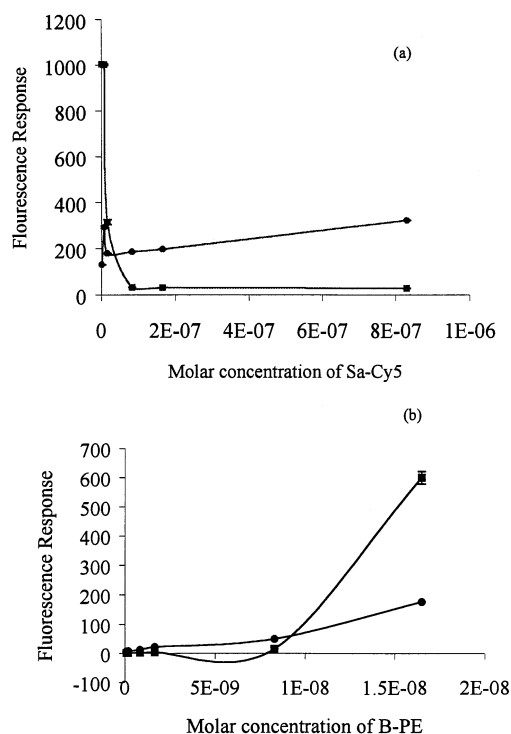 (a)
Flourescence Response
1200
1000
800
600
400
200
0
0 2E-07 4E-07 6E-07 8E-07 1E-06
Molar concentration of Sa-Cy5
(b)
Fluorescence Response
700
600
500
400
300
200
100
0
-100
0 5E-09 1E-08 1.5E-08 2E-08
Molar concentration of B-PE